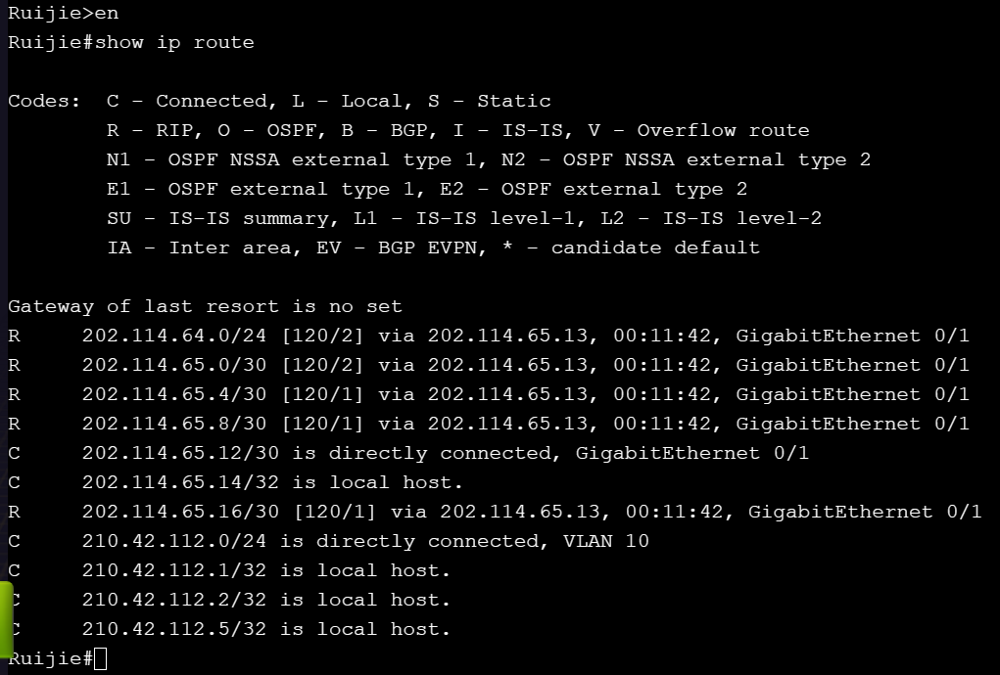 Ruijie>en
Ruijie#show ip route
Codes:  C - Connected, L - Local, S - Static
        R - RIP, O - OSPF, B - BGP, I - IS-IS, V - Overflow route
        N1 - OSPF NSSA external type 1, N2 - OSPF NSSA external type 2
        E1 - OSPF external type 1, E2 - OSPF external type 2
        SU - IS-IS summary, L1 - IS-IS level-1, L2 - IS-IS level-2
        IA - Inter area, EV - BGP EVPN, * - candidate default
Gateway of last resort is no set
R     202.114.64.0/24 [120/2] via 202.114.65.13, 00:11:42, GigabitEthernet 0/1
R     202.114.65.0/30 [120/2] via 202.114.65.13, 00:11:42, GigabitEthernet 0/1
R     202.114.65.4/30 [120/1] via 202.114.65.13, 00:11:42, GigabitEthernet 0/1
R     202.114.65.8/30 [120/1] via 202.114.65.13, 00:11:42, GigabitEthernet 0/1
C     202.114.65.12/30 is directly connected, GigabitEthernet 0/1
C     202.114.65.14/32 is local host.
R     202.114.65.16/30 [120/1] via 202.114.65.13, 00:11:42, GigabitEthernet 0/1
C     210.42.112.0/24 is directly connected, VLAN 10
C     210.42.112.1/32 is local host.
C     210.42.112.2/32 is local host.
C     210.42.112.5/32 is local host.
Ruijie#